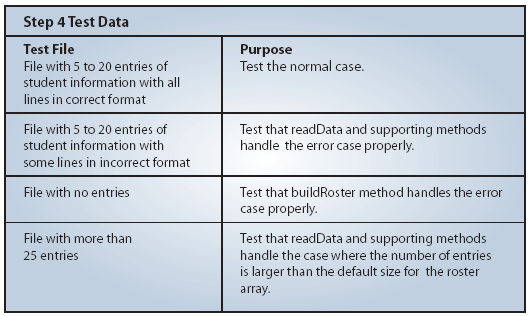 Step 4 Test Data
Test File
File with 5 to 20 entries of
student information with all
lines in correct format
Purpose
Test the normal case.
File with 5 to 20 entries of
student information with
some lines in incorrect format
Test that readData and supporting methods
handle the error case properly.
File with no entries
Test that buildRoster method handles the error
case properly.
File with more than
25 entries
Test that readData and supporting methods
handle the case where the number of entries
is larger than the default size for the roster
array.